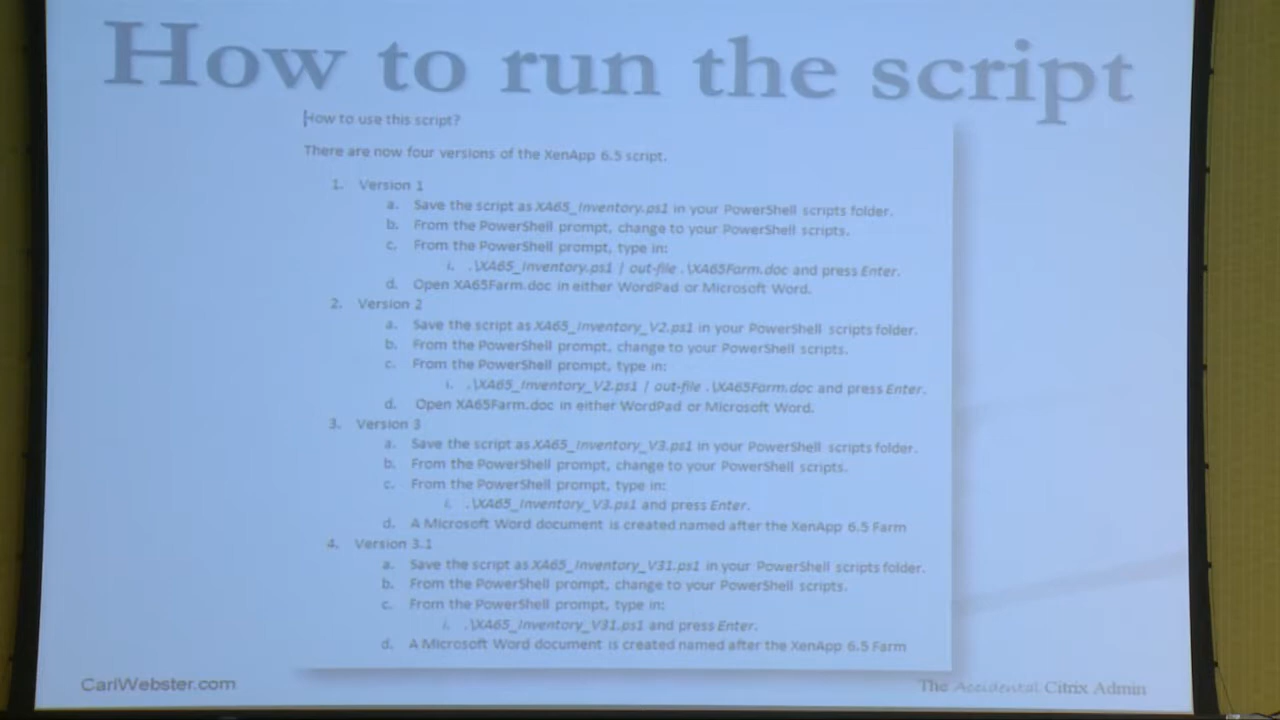 How to run the script
How to use this script?
There are now four versions of the XenApp 6.5 script.
1. Version 1
a. Save the script as XA65_Inventory.ps1 in your PowerShell scripts folder.
b. From the PowerShell prompt, change to your PowerShell scripts.
c. From the PowerShell prompt, type in:
i. .\XA65_Inventory.ps1 | out-file .\XA65Farm.doc and press Enter.
d. Open XA65Farm.doc in either WordPad or Microsoft Word.
2. Version 2
a. Save the script as XA65_Inventory_V2.ps1 in your PowerShell scripts folder.
b. From the PowerShell prompt, change to your PowerShell scripts.
c. From the PowerShell prompt, type in:
i. .\XA65_Inventory_V2.ps1 | out-file .\XA65Farm.doc and press Enter.
d. Open XA65Farm.doc in either WordPad or Microsoft Word.
3. Version 3
a. Save the script as XA65_Inventory_V3.ps1 in your PowerShell scripts folder.
b. From the PowerShell prompt, change to your PowerShell scripts.
c. From the PowerShell prompt, type in:
i. .\XA65_Inventory_V3.ps1 and press Enter.
d. A Microsoft Word document is created named after the XenApp 6.5 Farm
4. Version 3.1
a. Save the script as XA65_Inventory_V31.ps1 in your PowerShell scripts folder.
b. From the PowerShell prompt, change to your PowerShell scripts.
c. From the PowerShell prompt, type in:
i. .\XA65_Inventory_V31.ps1 and press Enter.
d. A Microsoft Word document is created named after the XenApp 6.5 Farm
CarlWebster.com
The Accidental Citrix Admin